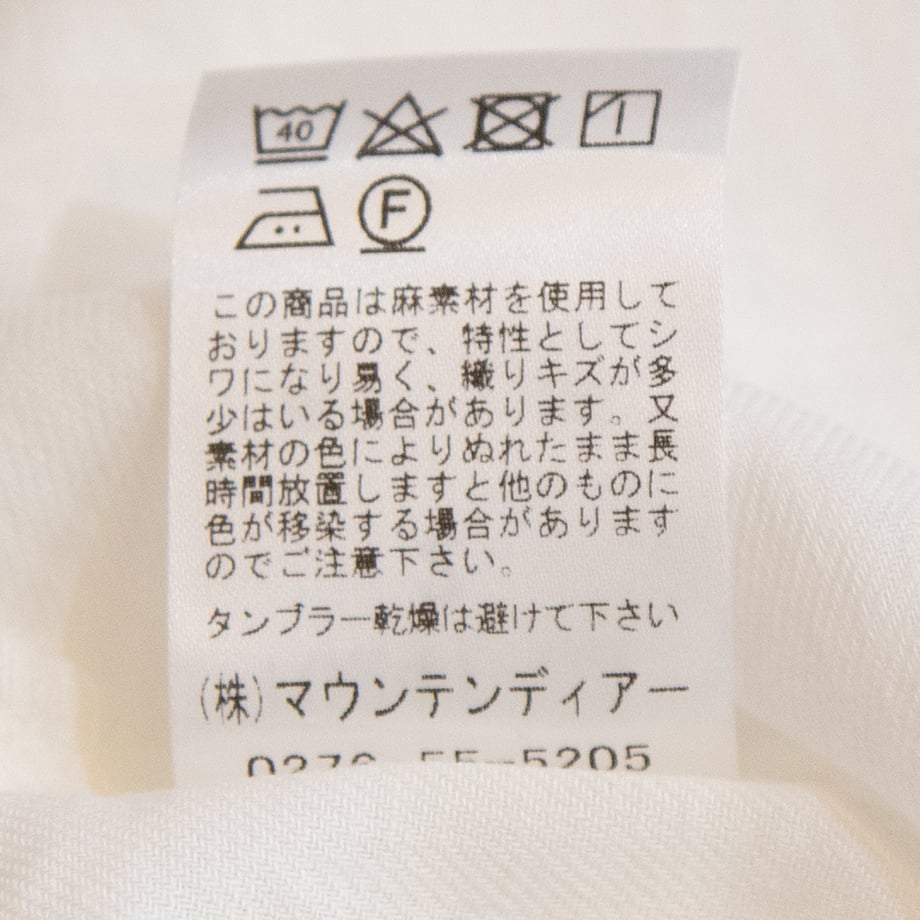 40
F
この商品は麻素材を使用して
おりますので、特性としてシ
ワになり易く、織りキズが多
少はいる場合があります。又
素材の色によりぬれたまま長
時間放置しますと他のものに
色が移染する場合があります
のでご注意下さい。
タンブラー乾燥は避けて下さい
(株)マウンテンディアー
0276-55-5205